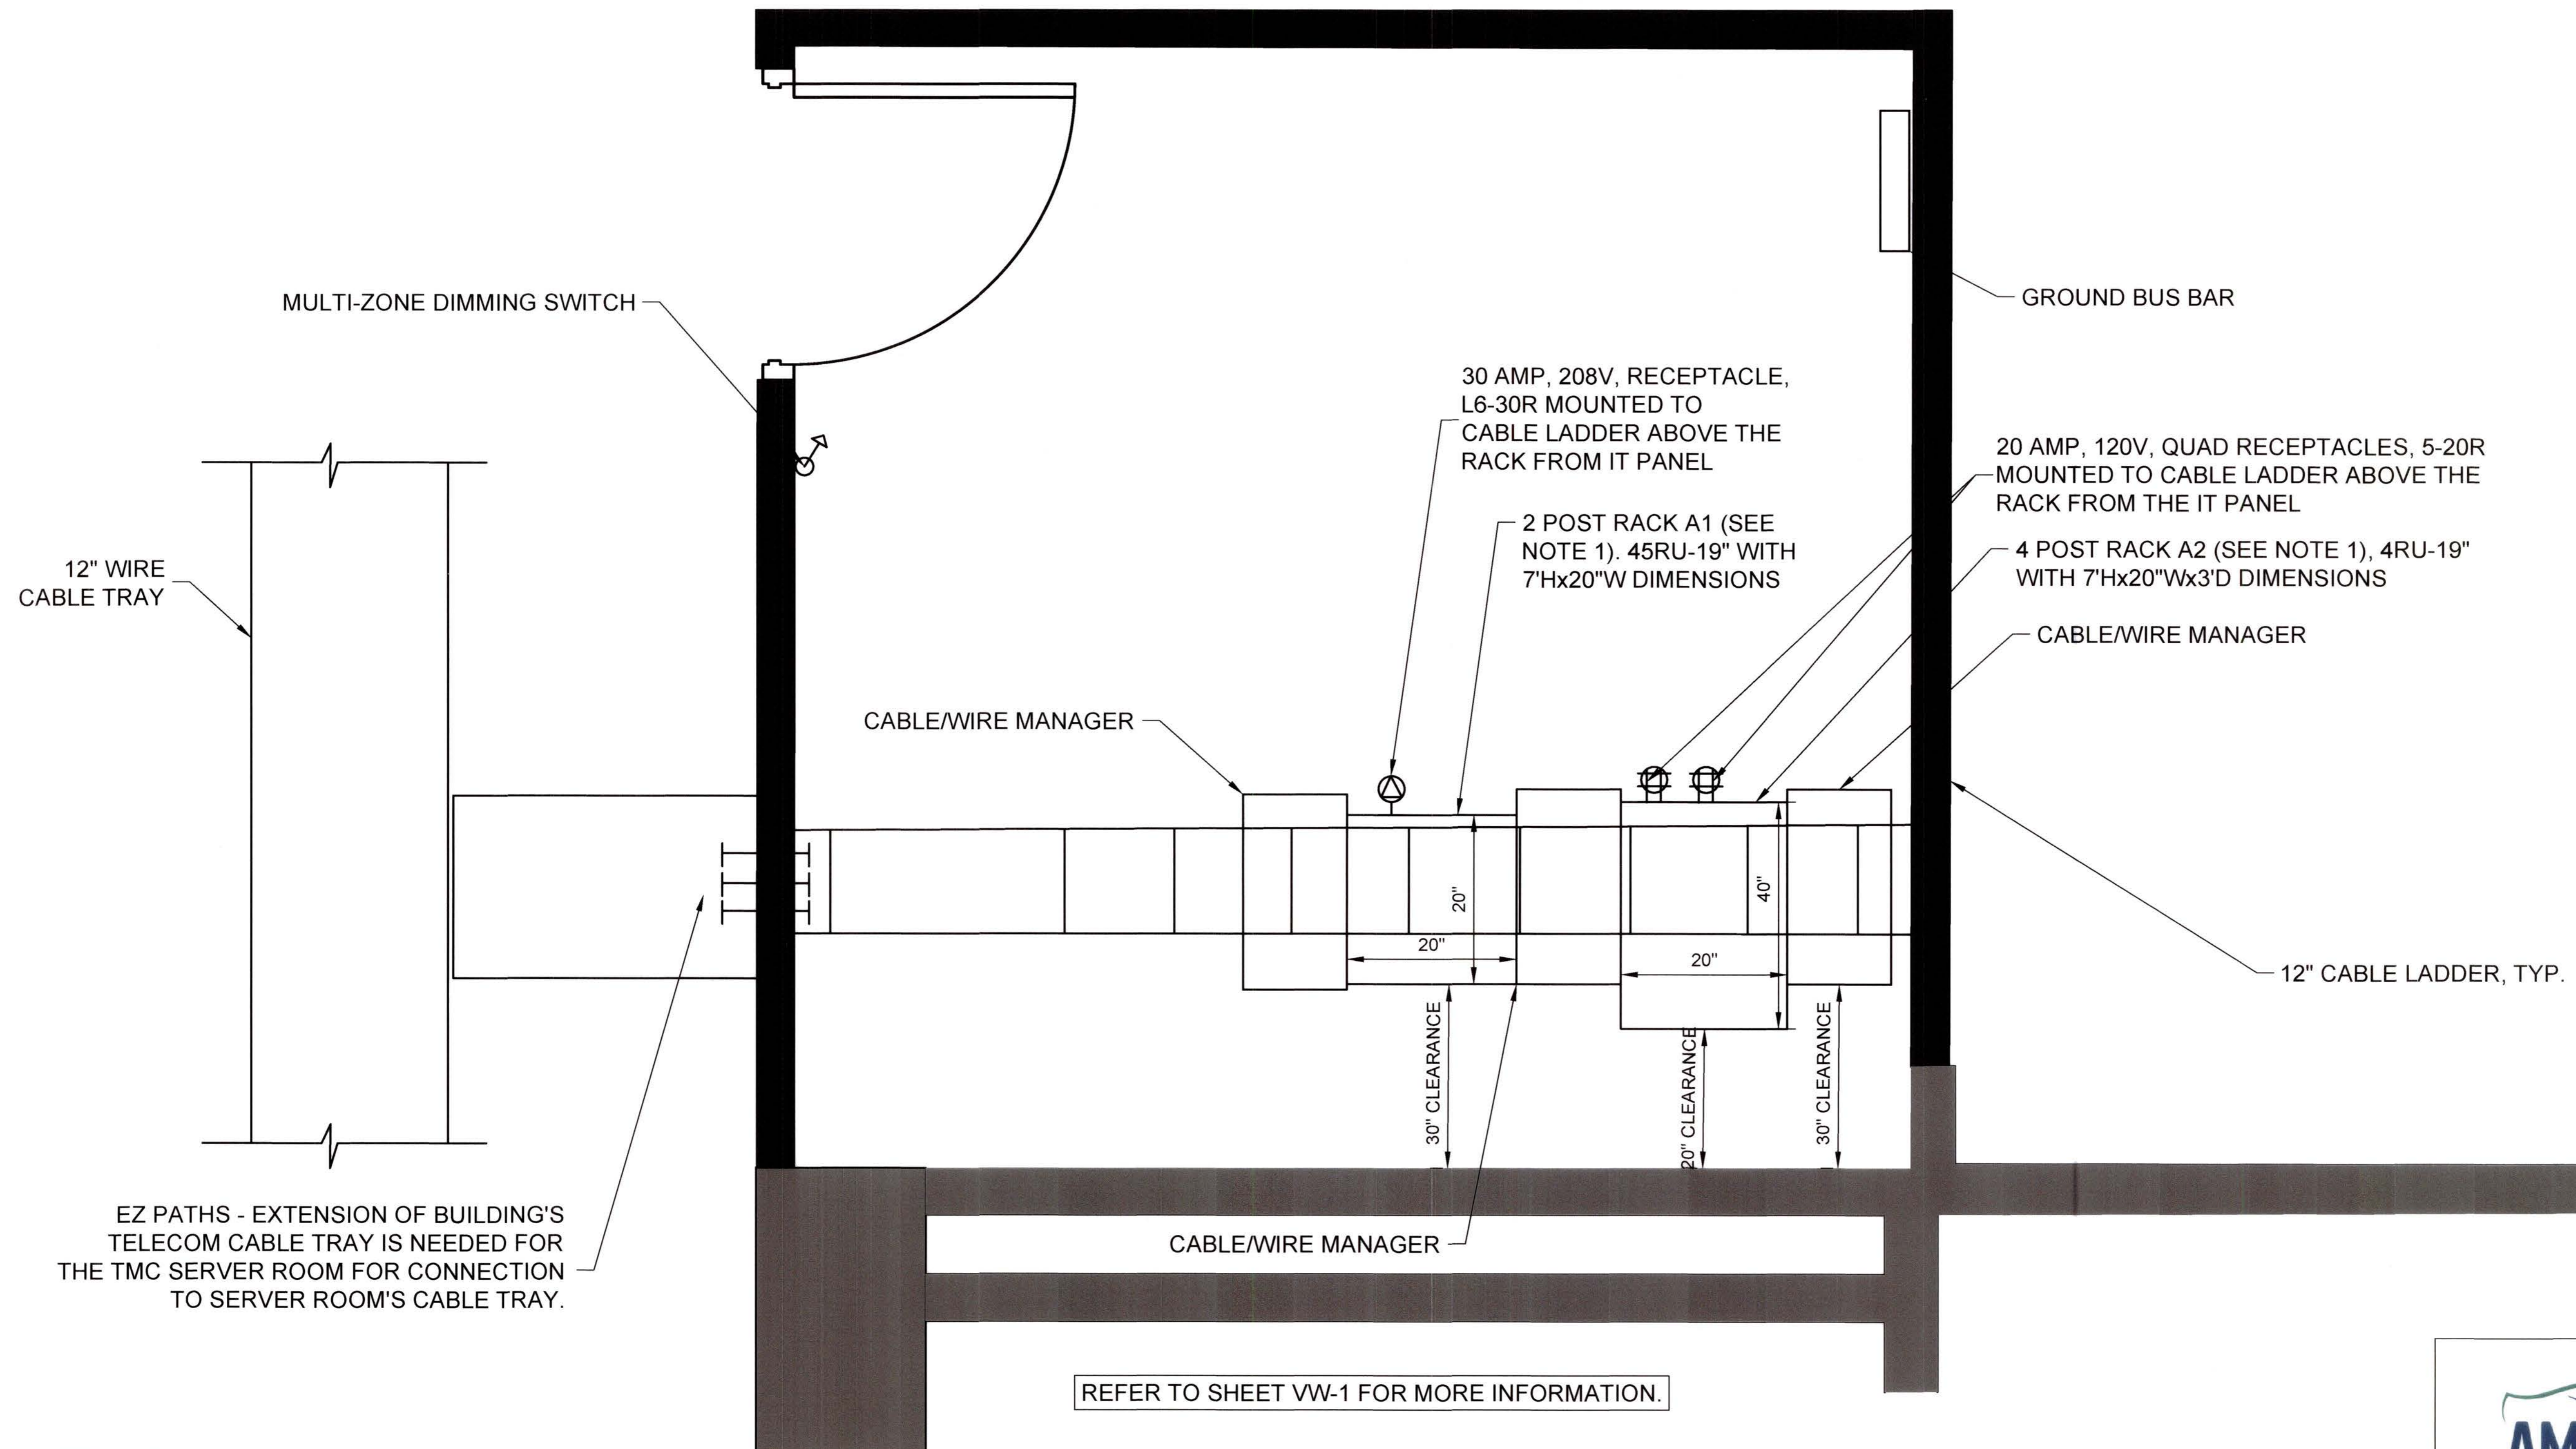 MULTI-ZONE DIMMING SWITCH
GROUND BUS BAR
30 AMP, 208V, RECEPTACLE,
L6-30R MOUNTED TO
CABLE LADDER ABOVE THE
RACK FROM IT PANEL
20 AMP, 120V, QUAD RECEPTACLES, 5-20R
MOUNTED TO CABLE LADDER ABOVE THE
RACK FROM THE IT PANEL
2 POST RACK A1 (SEE
NOTE 1). 45RU-19" WITH
7'Hx20"W DIMENSIONS
4 POST RACK A2 (SEE NOTE 1), 4RU-19"
WITH 7'Hx20"Wx3'D DIMENSIONS
12" WIRE
CABLE TRAY
CABLE/WIRE MANAGER
CABLE/WIRE MANAGER
20"
40"
20"
20"
12" CABLE LADDER, TYP.
30" CLEARANCE
20" CLEARANCE
30" CLEARANCE
EZ PATHS - EXTENSION OF BUILDING'S
TELECOM CABLE TRAY IS NEEDED FOR
THE TMC SERVER ROOM FOR CONNECTION
TO SERVER ROOM'S CABLE TRAY.
CABLE/WIRE MANAGER
REFER TO SHEET VW-1 FOR MORE INFORMATION.